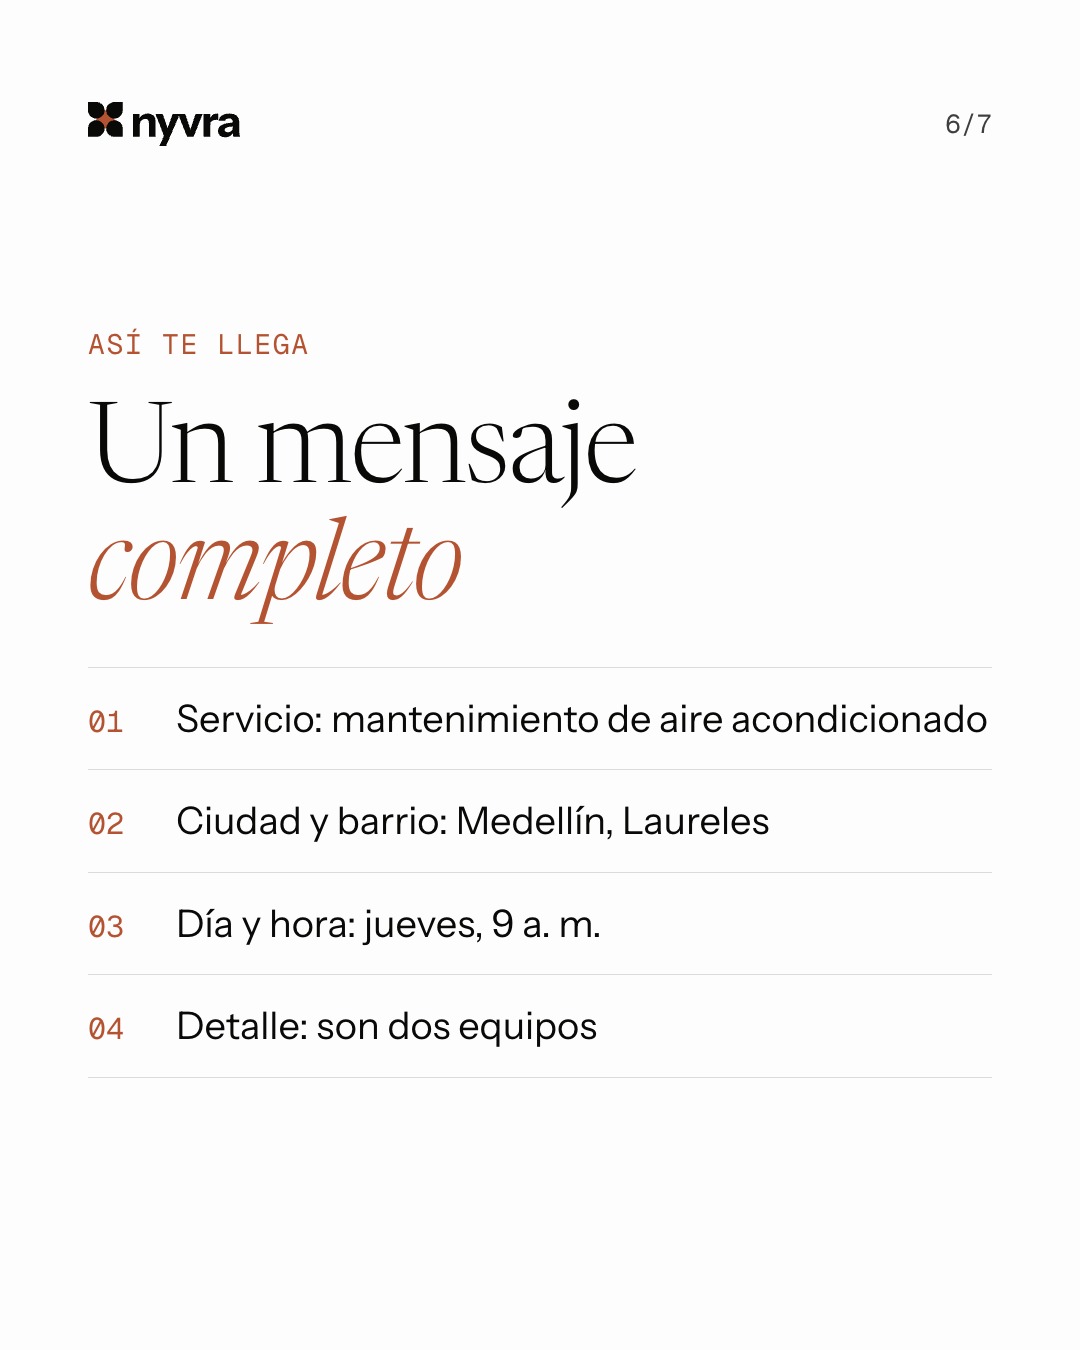 nyvra
6/7
ASÍ TE LLEGA
Un mensaje
completo
01 Servicio: mantenimiento de aire acondicionado
02 Ciudad y barrio: Medellín, Laureles
03 Día y hora: jueves, 9 a. m.
04 Detalle: son dos equipos